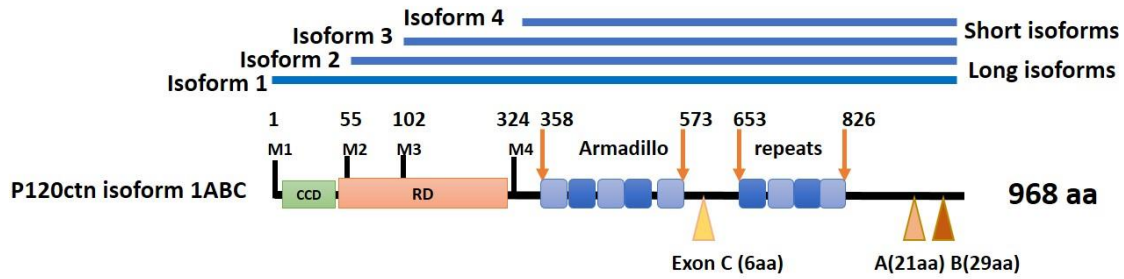 Isoform 4
Short isoforms
Isoform 3
Isoform 2
Long isoforms
Isoform 1
1 55 102 324 358 573 653 826
M1 M2 M3 M4 Armadillo repeats
P120ctn isoform 1ABC CCD RD 968 aa
Exon C (6aa) A(21aa) B(29aa)